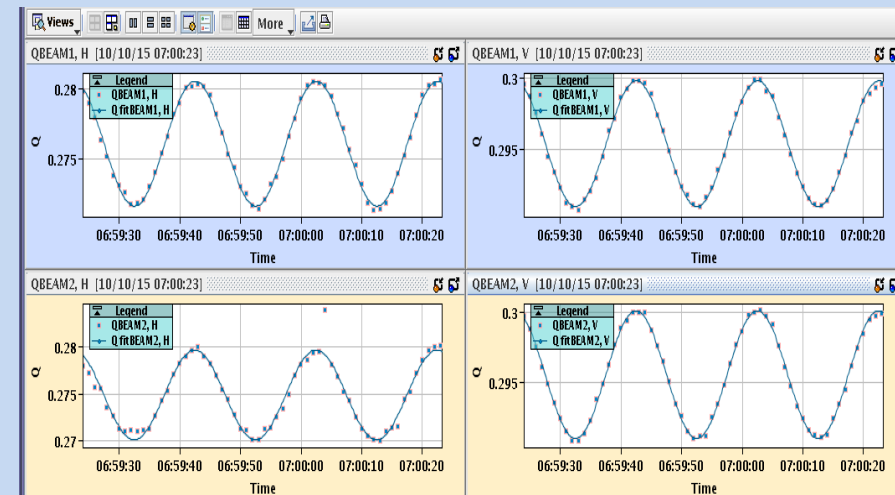 Views More
QBEAM1, H [10/10/15 07:00:23]
Legend
QBEAM1, H
Q fitBEAM1, H
0.28
0.275
Q
06:59:30 06:59:40 06:59:50 07:00:00 07:00:10 07:00:20
Time
QBEAM1, V [10/10/15 07:00:23]
Legend
QBEAM1, V
Q fitBEAM1, V
0.3
0.295
Q
06:59:30 06:59:40 06:59:50 07:00:00 07:00:10 07:00:20
Time
QBEAM2, H [10/10/15 07:00:23]
Legend
QBEAM2, H
Q fitBEAM2, H
0.28
0.275
0.27
Q
06:59:30 06:59:40 06:59:50 07:00:00 07:00:10 07:00:20
Time
QBEAM2, V [10/10/15 07:00:23]
Legend
QBEAM2, V
Q fitBEAM2, V
0.3
0.295
Q
06:59:30 06:59:40 06:59:50 07:00:00 07:00:10 07:00:20
Time